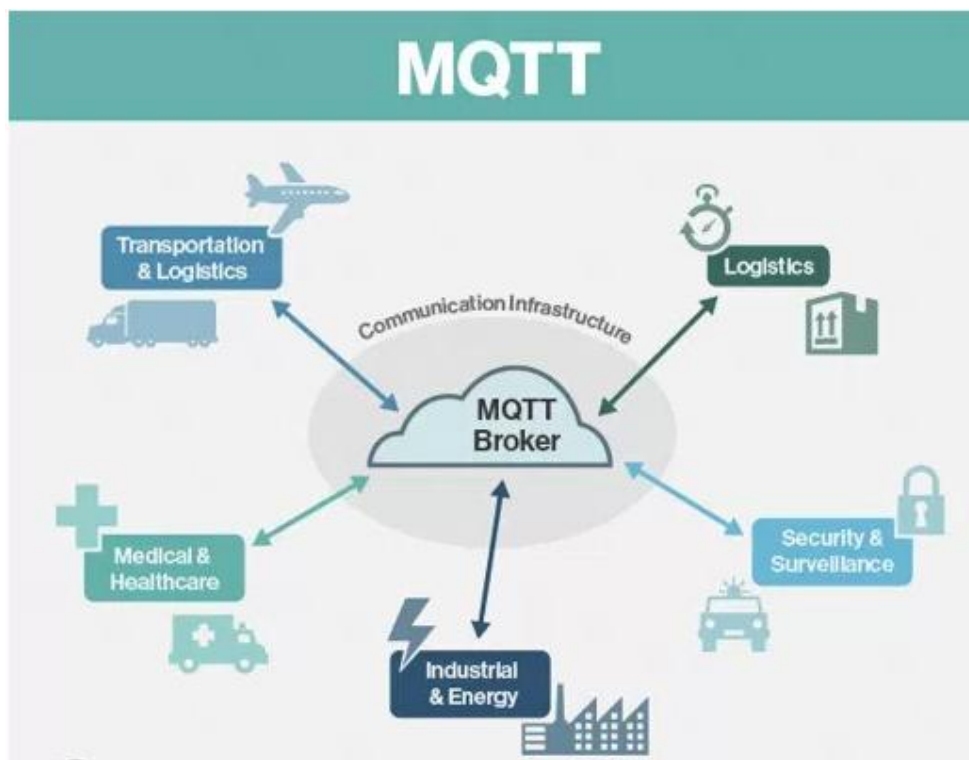 MQTT
Transportation
& Logistics
Logistics
Communication Infrastructure
MQTT
Broker
Medical &
Healthcare
Security &
Surveillance
Industrial
& Energy